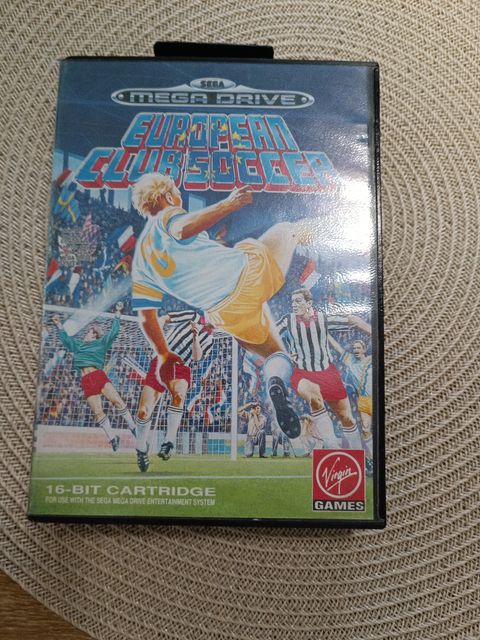 SEGA
MEGA DRIVE
EUROPEAN
CLUB SOCCER
16-BIT CARTRIDGE
FOR USE WITH THE SEGA MEGA DRIVE ENTERTAINMENT SYSTEM
Virgin
GAMES